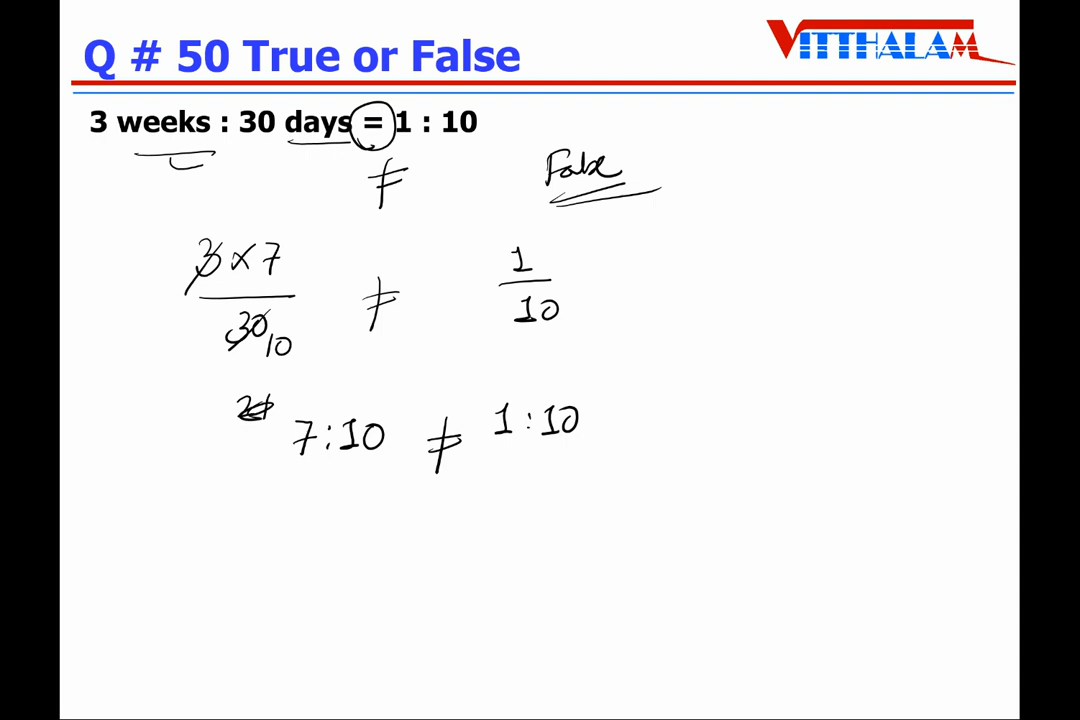 Q # 50 True or False
VITTHALAM
3 weeks : 30 days = 1 : 10
≠ False
3 × 7 / 30 10 ≠ 1 / 10
7 : 10 ≠ 1 : 10